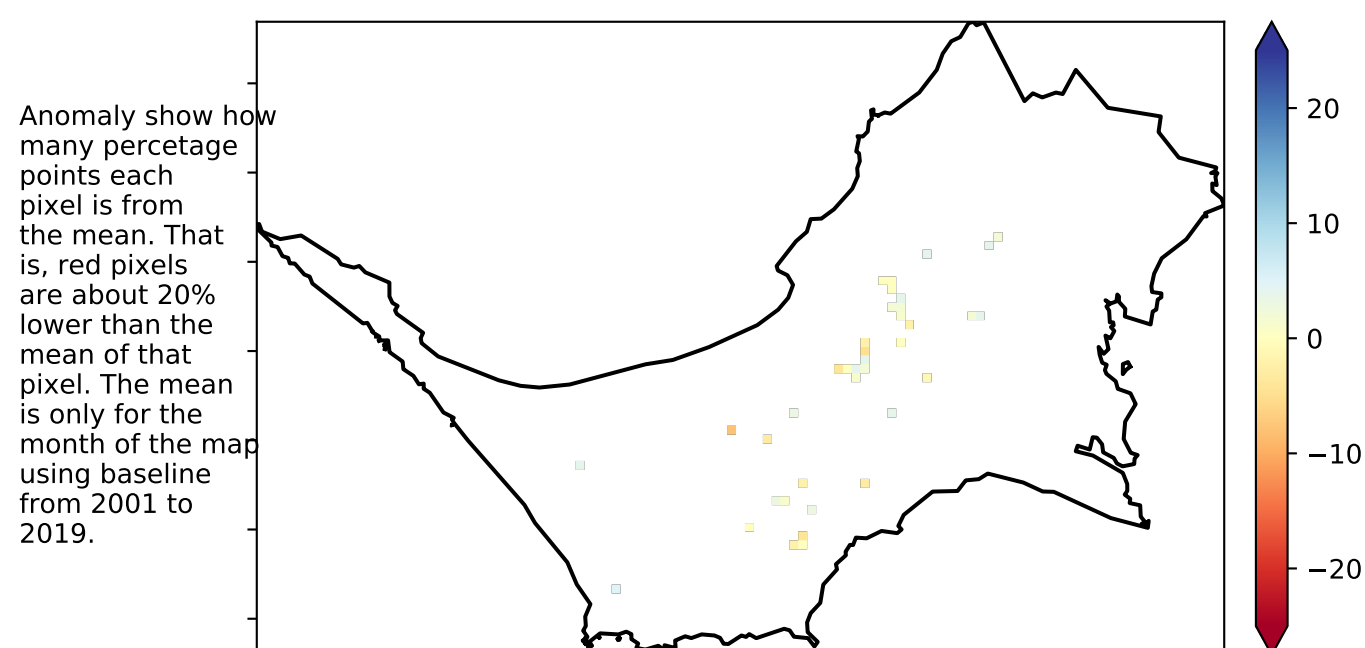 Anomaly show how
many percetage
points each
pixel is from
the mean. That
is, red pixels
are about 20%
lower than the
mean of that
pixel. The mean
is only for the
month of the map
using baseline
from 2001 to
2019.
20
10
0
−10
−20